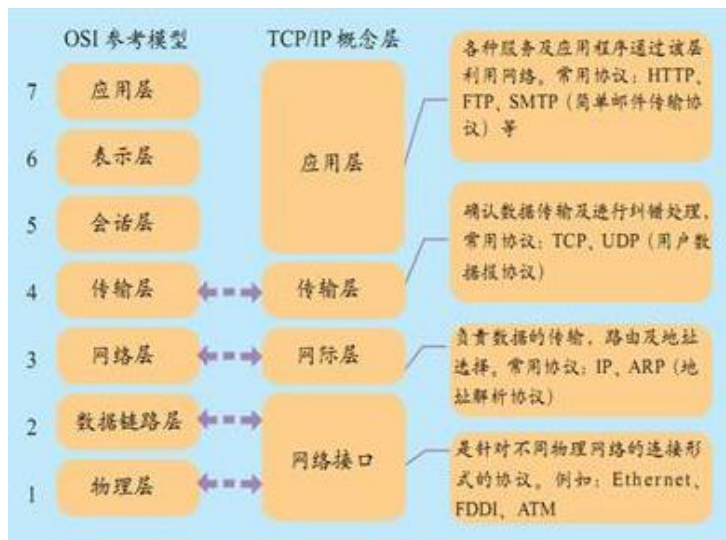 OSI 参考模型 TCP/IP 概念层
7 应用层
6 表示层
5 会话层
4 传输层
3 网络层
2 数据链路层
1 物理层
应用层
传输层
网际层
网络接口
各种服务及应用程序通过该层
利用网络。常用协议：HTTP、
FTP、SMTP（简单邮件传输协
议）等
确认数据传输及进行纠错处理，
常用协议：TCP、UDP（用户数
据报协议）
负责数据的传输，路由及地址
选择。常用协议：IP、ARP（地
址解析协议）
是针对不同物理网络的连接形
式的协议。例如：Ethernet、
FDDI、ATM